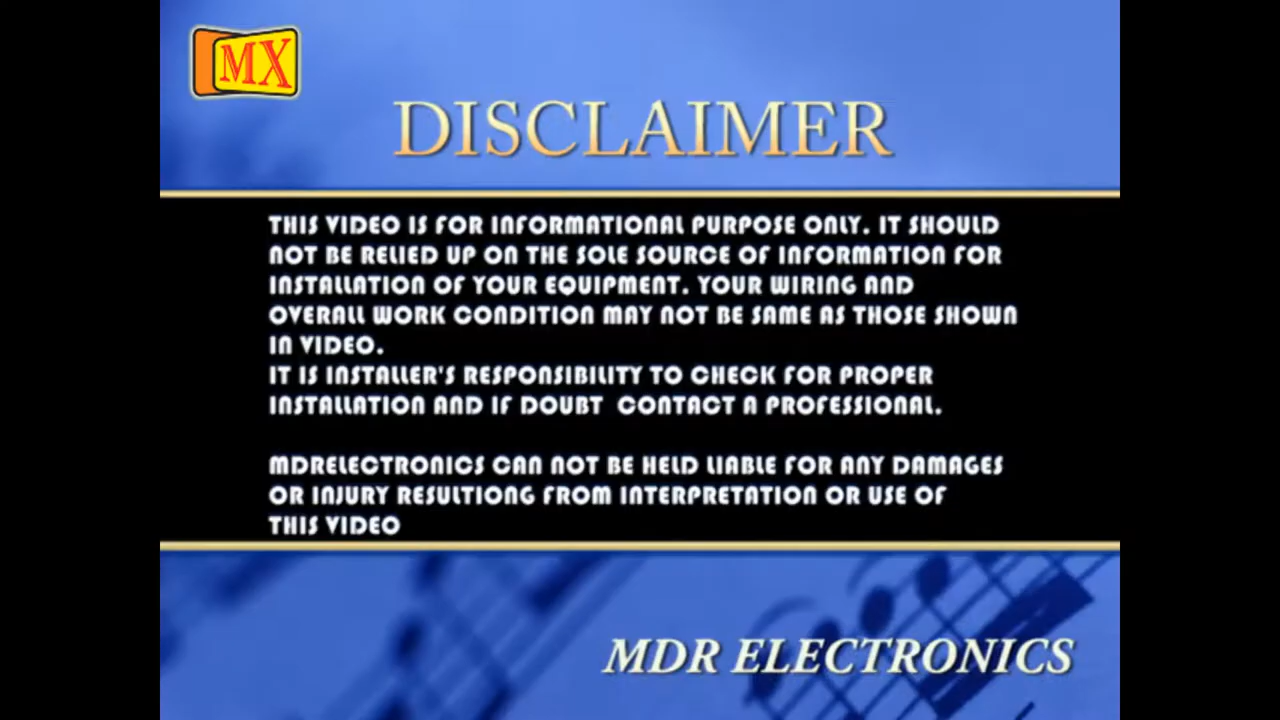 MX
DISCLAIMER
THIS VIDEO IS FOR INFORMATIONAL PURPOSE ONLY. IT SHOULD
NOT BE RELIED UP ON THE SOLE SOURCE OF INFORMATION FOR
INSTALLATION OF YOUR EQUIPMENT. YOUR WIRING AND
OVERALL WORK CONDITION MAY NOT BE SAME AS THOSE SHOWN
IN VIDEO.
IT IS INSTALLER'S RESPONSIBILITY TO CHECK FOR PROPER
INSTALLATION AND IF DOUBT CONTACT A PROFESSIONAL.
MDRELECTRONICS CAN NOT BE HELD LIABLE FOR ANY DAMAGES
OR INJURY RESULTIONG FROM INTERPRETATION OR USE OF
THIS VIDEO
MDR ELECTRONICS